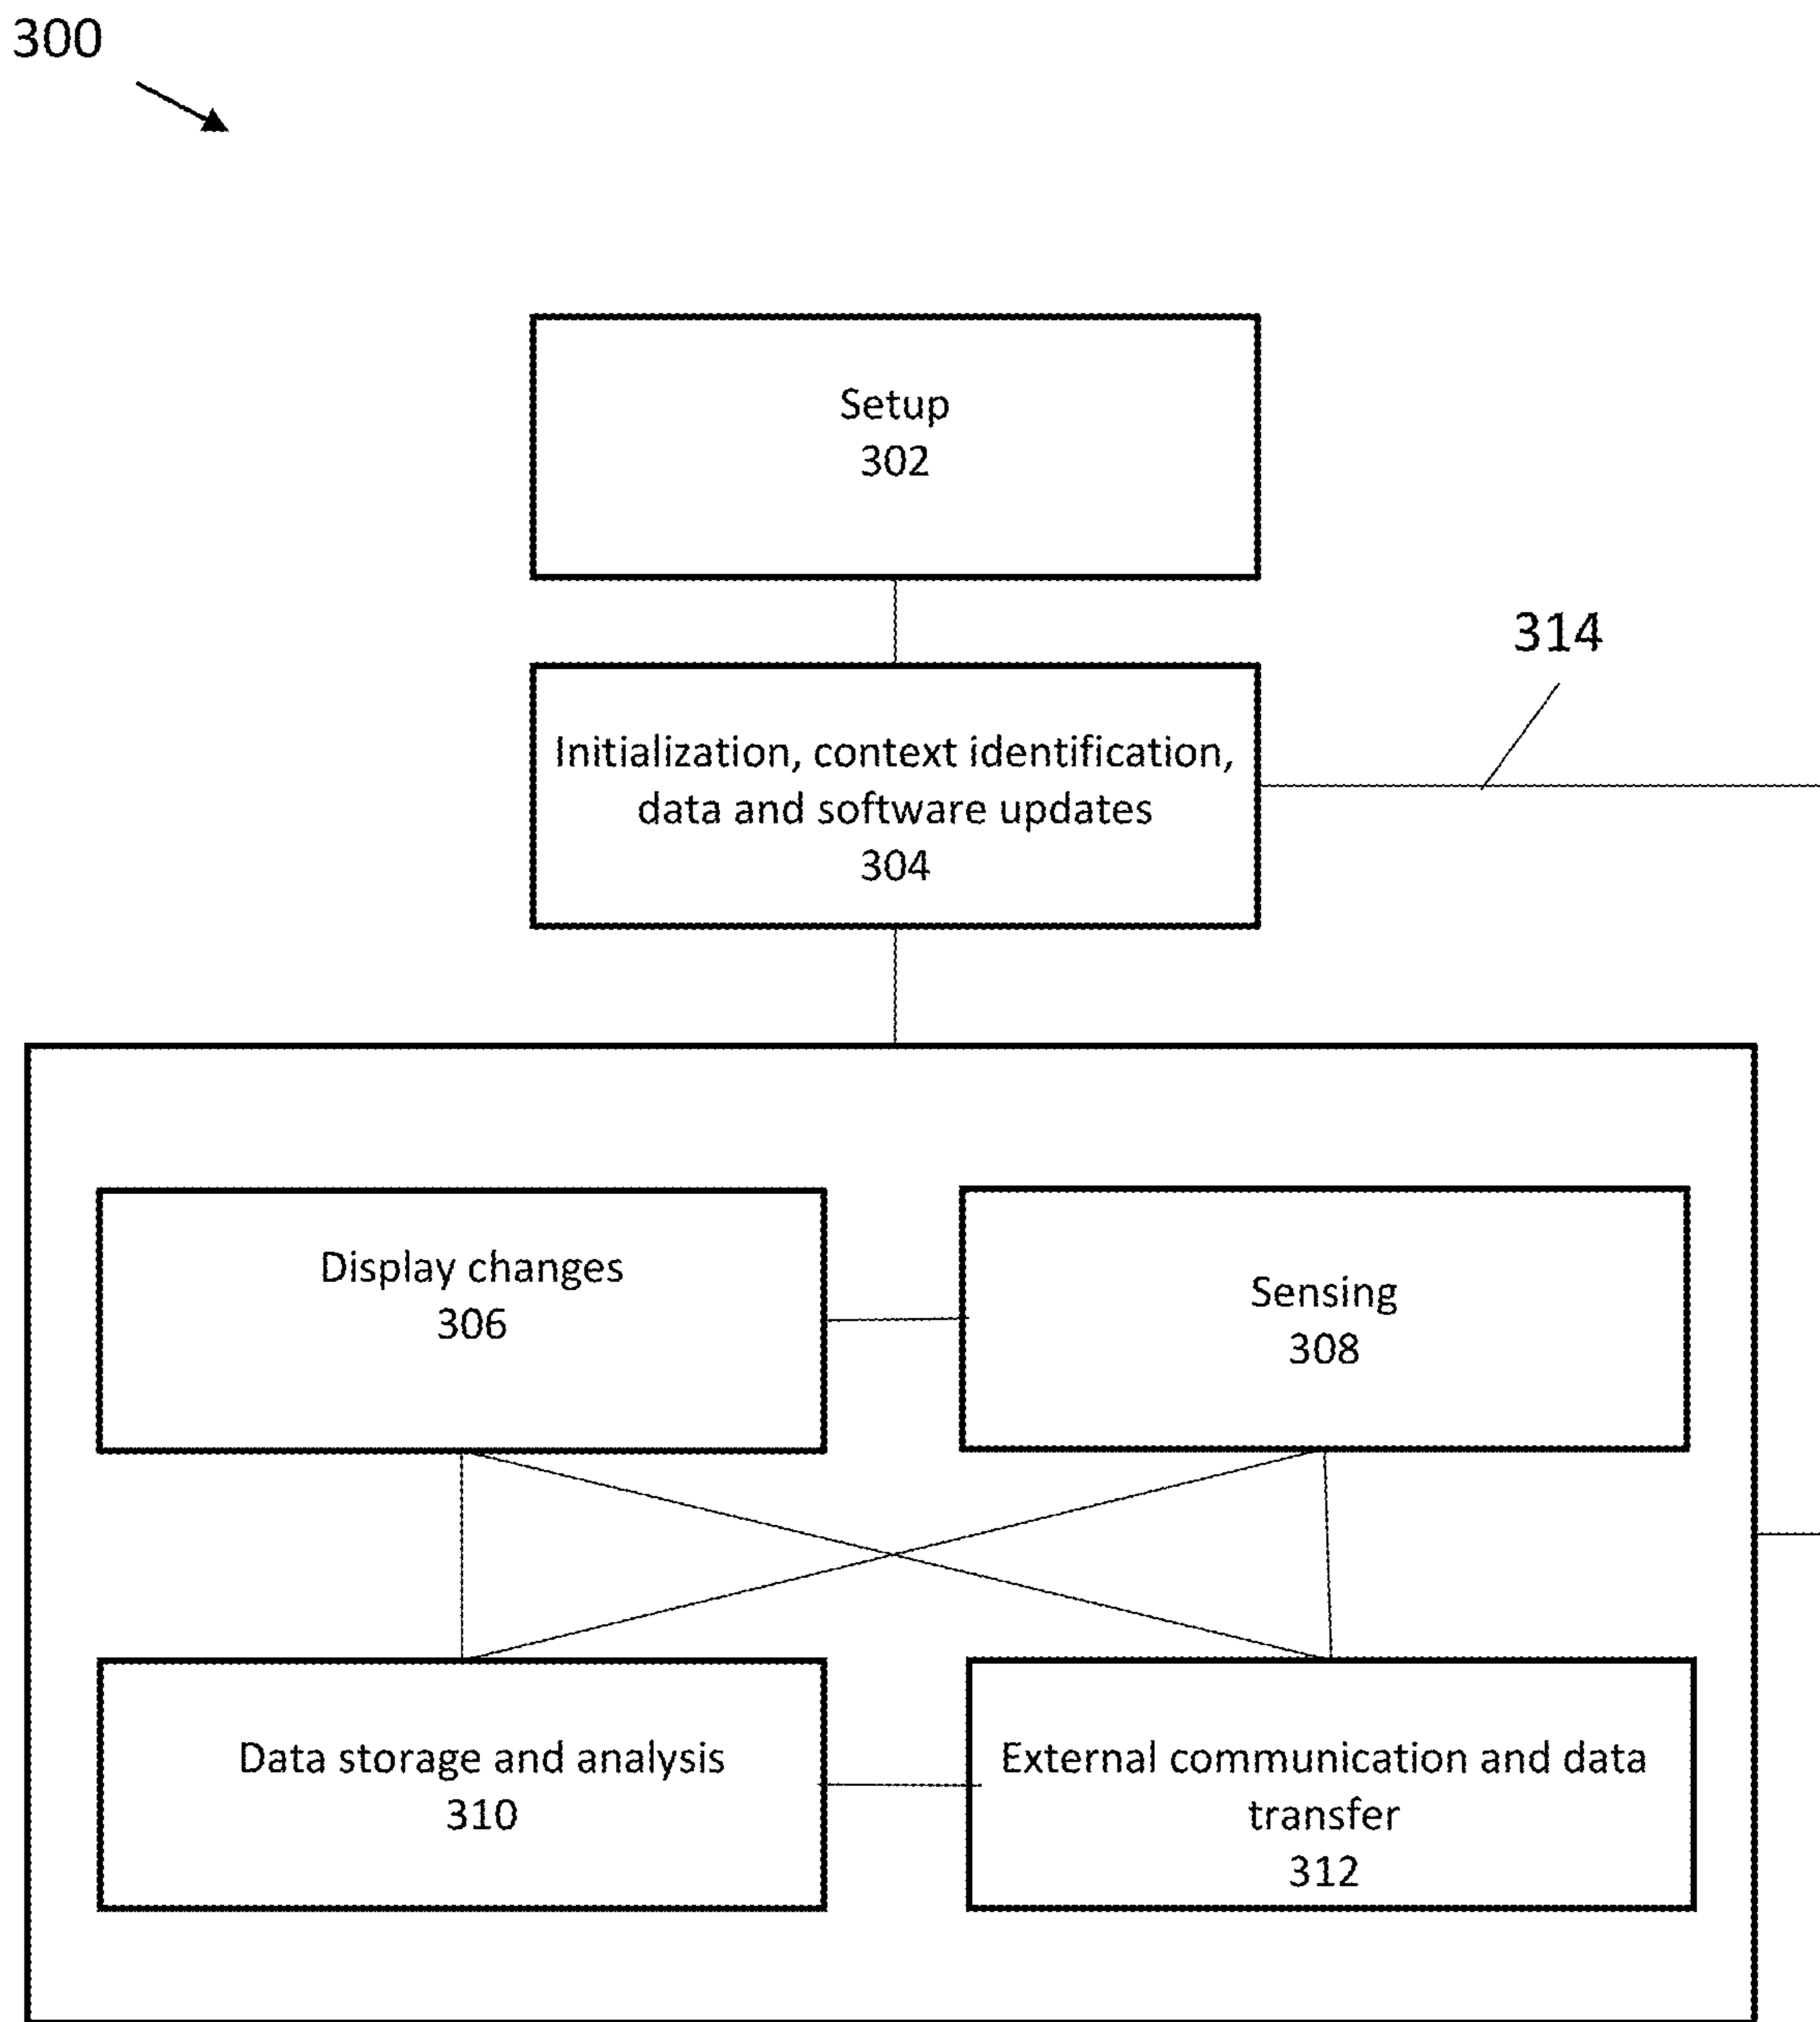 300
Setup
302
314
Initialization, context identification,
data and software updates
304
Display changes
306
Sensing
308
Data storage and analysis
310
External communication and data
transfer
312